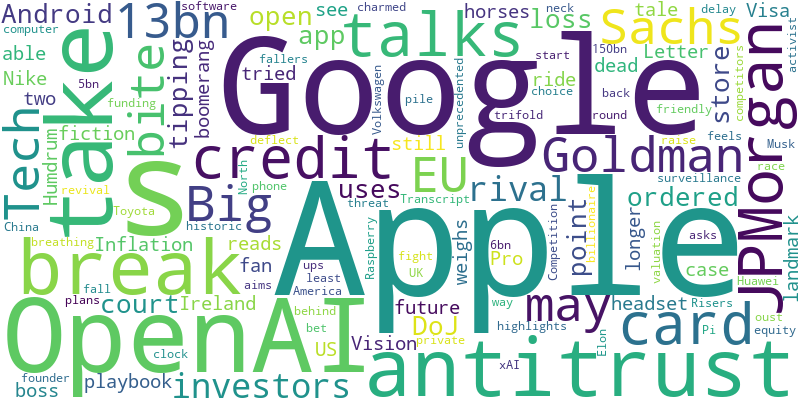 Android 13bn open see horses neck software Visa
computer charmed tale delay
take bite tipping boomerang app talks loss Sachs activist
able tried fallers Google start 150bn Letter store competitors
Nike 5bn Volkswagen pile unprecedented ride dead JPMorgan
two funding choice back friendly
fiction trifold round
Tech Humdrum deflect still raise feels Musk
S credit EU Goldman
North phone surveillance race
revival Big uses rival ordered
Toyota threat Transcript
China historic Apple billionaire valuation
breathing reads Raspberry fight weighs 6bn Competition point longer asks case landmark
Inflation fan UK Pro Huawei
break aims ups least may headset Risers
fall Ireland America future
plans court behind DoJ highlights card Pi oust
OpenAI US bet Vision private way Elon equity
clock
founder playbook investors antitrust xAI
boss